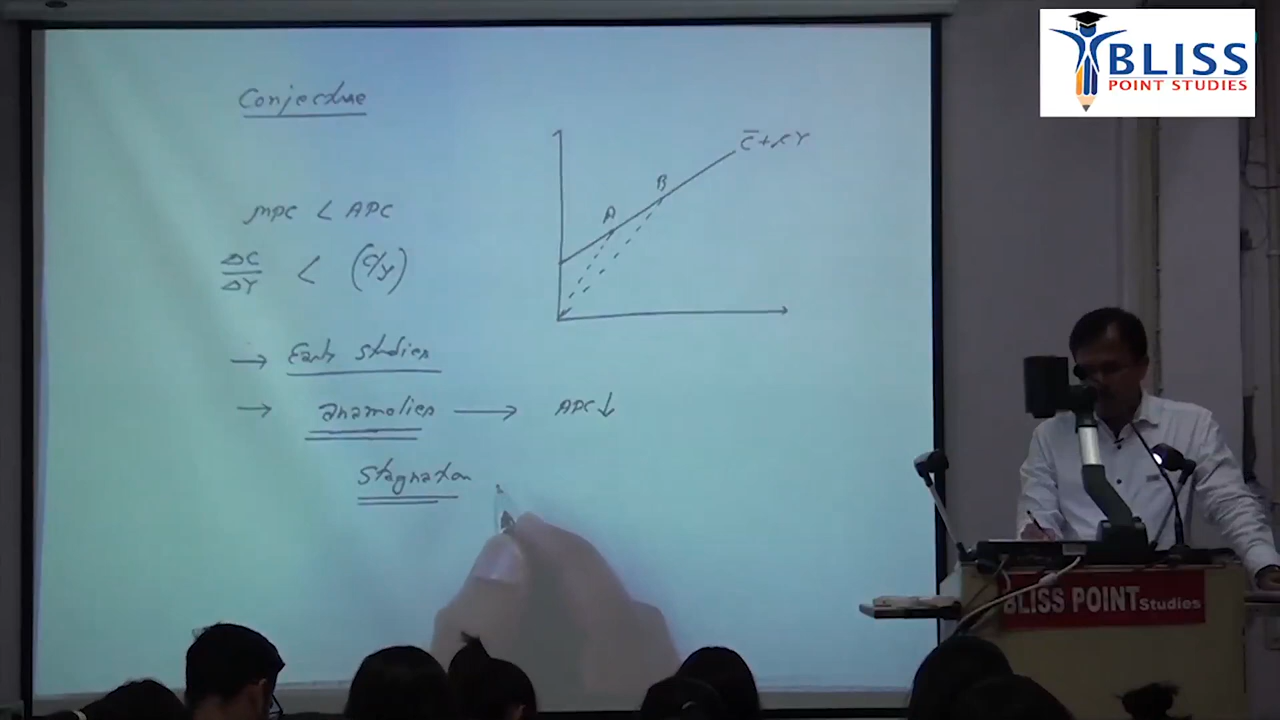 BLISS
POINT STUDIES
Conjecture
C̄ + cY
B
A
MPC < APC
ΔC/ΔY < (C/Y)
→ Early studies
→ anamolies → APC ↓
Stagnation
BLISS POINT Studies